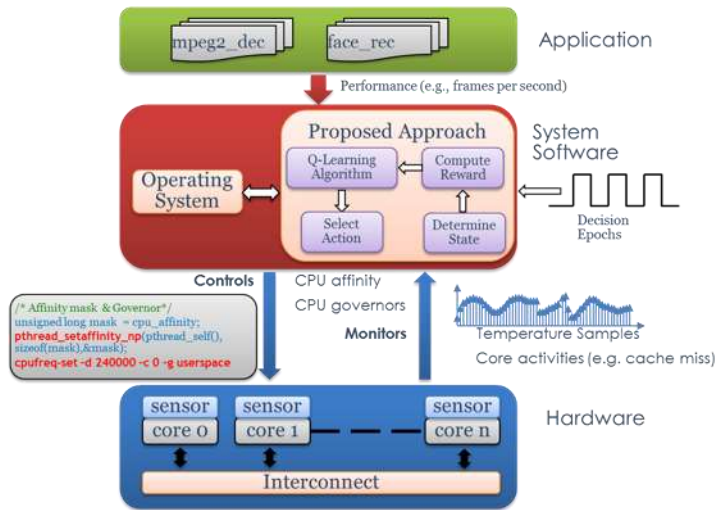 mpeg2_dec
face_rec
Application
Performance (e.g., frames per second)
Proposed Approach
System
Software
Q-Learning
Algorithm
Compute
Reward
Operating
System
Select
Action
Determine
State
Decision
Epochs
Controls
CPU affinity
CPU governors
Monitors
/* Affinity mask & Governor*/
unsigned long mask = cpu_affinity;
pthread_setaffinity_np(pthread_self(),
sizeof(mask),&mask);
cpufreq-set -d 240000 -c 0 -g userspace
Temperature Samples
Core activities (e.g. cache miss)
Hardware
sensor
core 0
sensor
core 1
sensor
core n
Interconnect